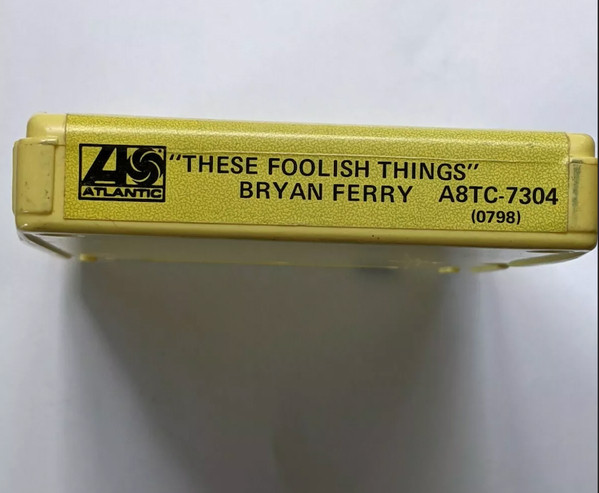 "THESE FOOLISH THINGS"
ATLANTIC
BRYAN FERRY A8TC-7304
(0798)